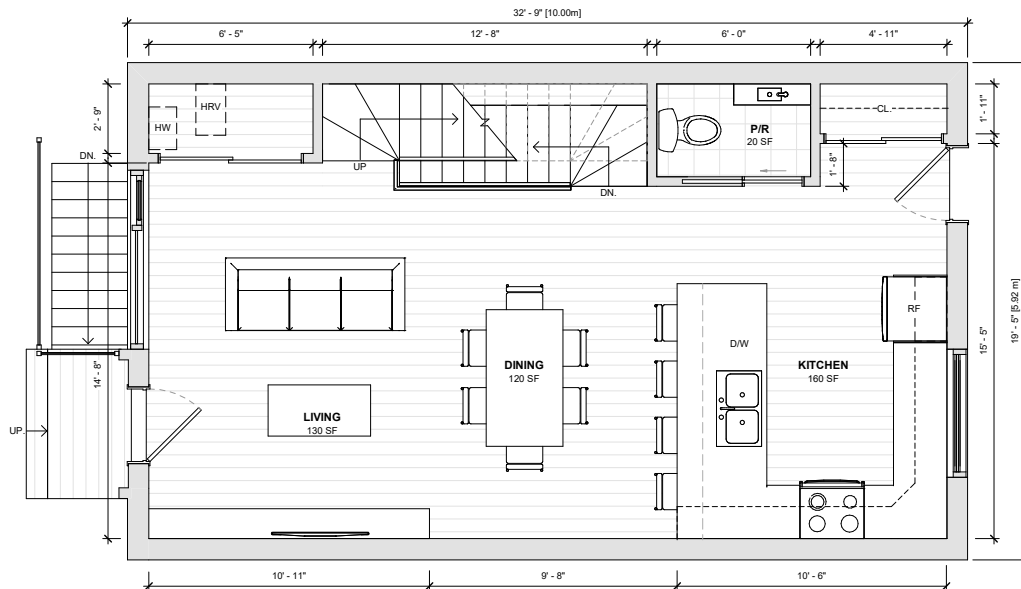 32' - 9" [10.00m]
6' - 5"
12' - 8"
6' - 0"
4' - 11"
2' - 9"
HRV
HW
CL.
1' - 11"
P/R
20 SF
DN.
UP
1' - 8"
DN.
19' - 5" [5.92 m]
RF
15' - 5"
D/W
DINING
120 SF
KITCHEN
160 SF
14' - 8"
LIVING
130 SF
UP.
10' - 11"
9' - 8"
10' - 6"